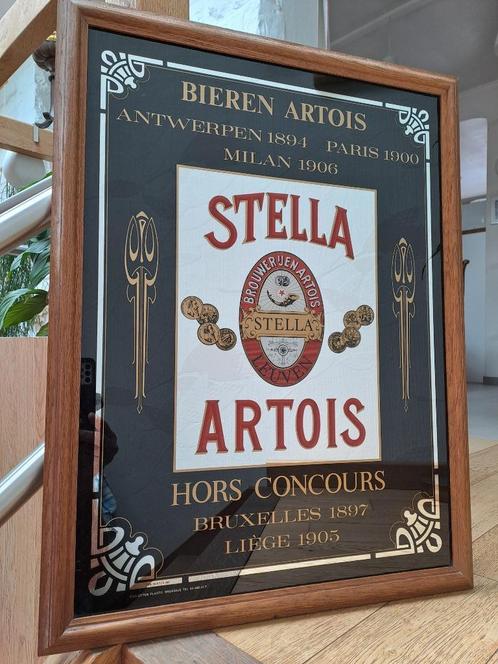 BIEREN ARTOIS
ANTWERPEN 1894 PARIS 1900
MILAN 1906
STELLA
BROUWERIJEN ARTOIS
STELLA
LEUVEN
ARTOIS
HORS CONCOURS
BRUXELLES 1897
LIÈGE 1905